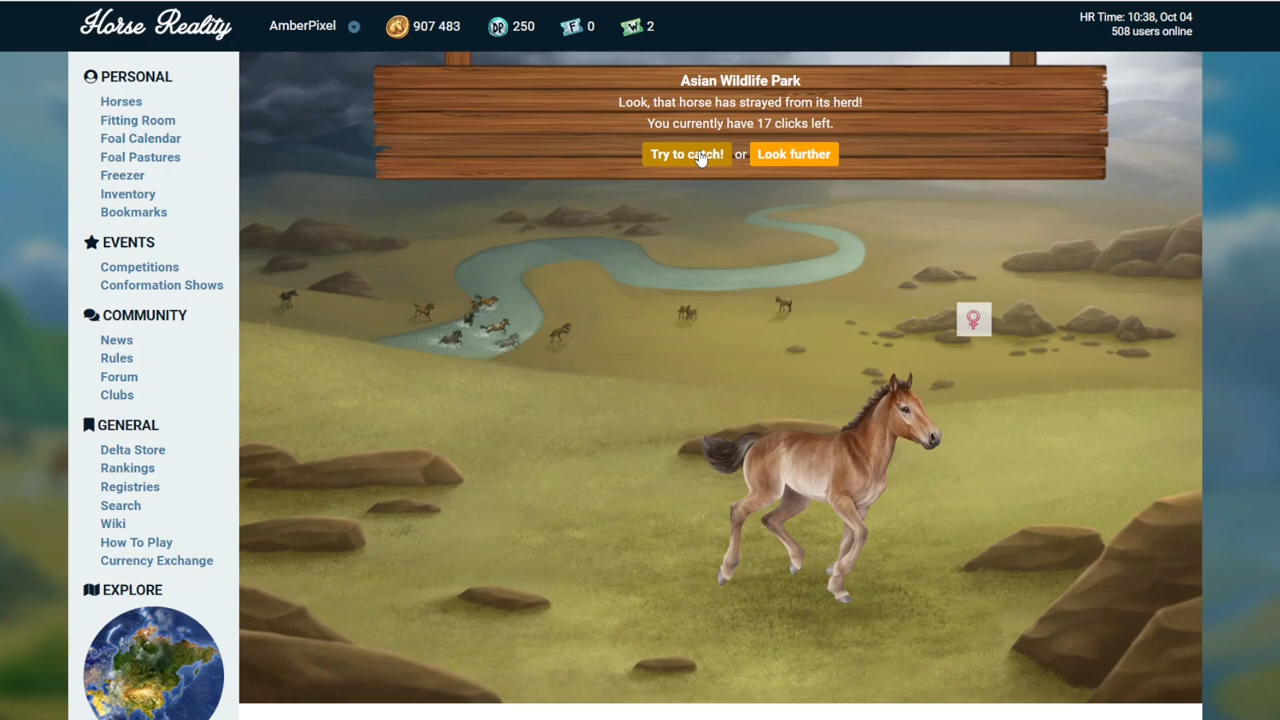 Horse Reality
AmberPixel
907 483
DP 250
F 0
W 2
HR Time: 10:38, Oct 04
508 users online
PERSONAL
Horses
Fitting Room
Foal Calendar
Foal Pastures
Freezer
Inventory
Bookmarks
EVENTS
Competitions
Conformation Shows
COMMUNITY
News
Rules
Forum
Clubs
GENERAL
Delta Store
Rankings
Registries
Search
Wiki
How To Play
Currency Exchange
EXPLORE
Asian Wildlife Park
Look, that horse has strayed from its herd!
You currently have 17 clicks left.
Try to catch! or Look further